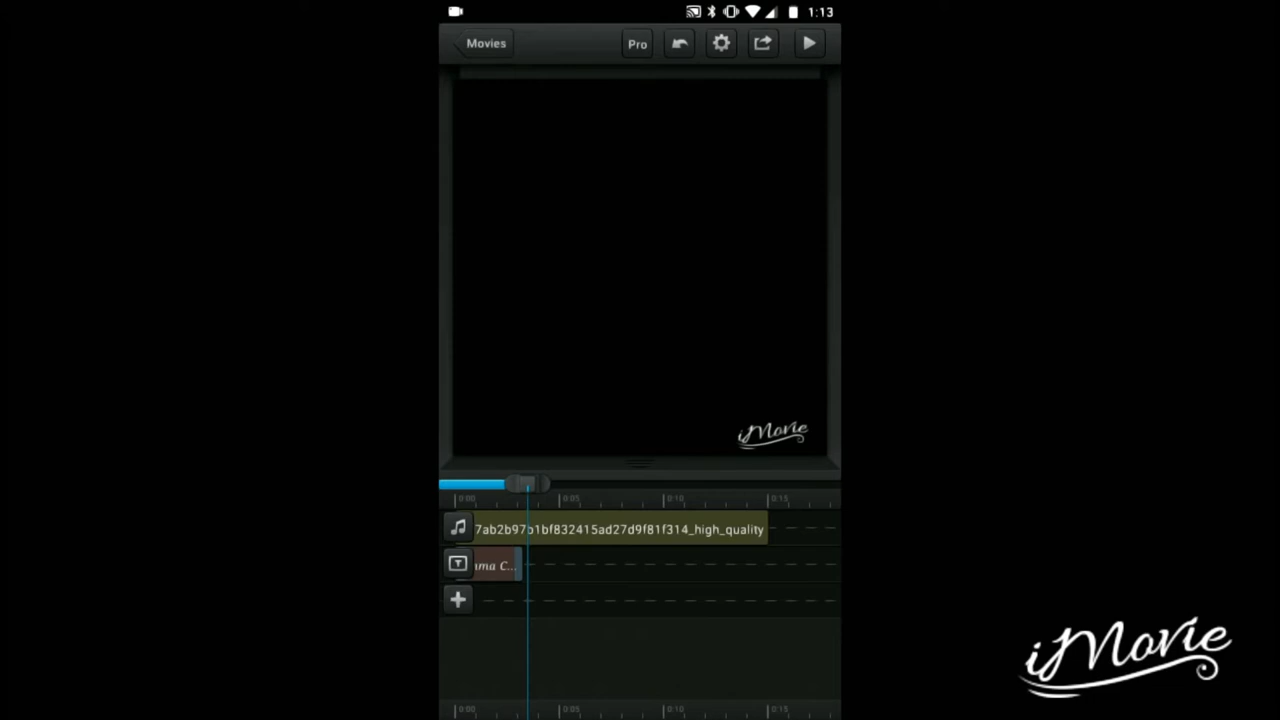 1:13
Movies
Pro
iMovie
0:00 0:05 0:10 0:15
7ab2b97b1bf832415ad27d9f81f314_high_quality
ma C...
0:00 0:05 0:10 0:15
iMovie